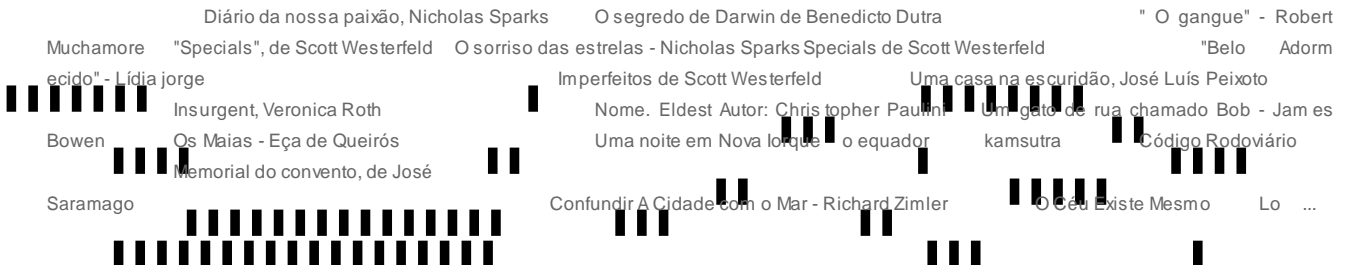 Diário da nossa paixão, Nicholas Sparks O segredo de Darwin de Benedicto Dutra " O gangue" - Robert
Muchamore "Specials", de Scott Westerfeld O sorriso das estrelas - Nicholas Sparks Specials de Scott Westerfeld "Belo Adorm
ecido" - Lídia jorge Imperfeitos de Scott Westerfeld Uma casa na escuridão, José Luís Peixoto
Insurgent, Veronica Roth Nome. Eldest Autor: Christopher Paulini Um gato de rua chamado Bob - James
Bowen Os Maias - Eça de Queirós Uma noite em Nova Iorque o equador kamsutra Código Rodoviário
Memorial do convento, de José
Saramago Confundir A Cidade com o Mar - Richard Zimler O Céu Existe Mesmo Lo ...